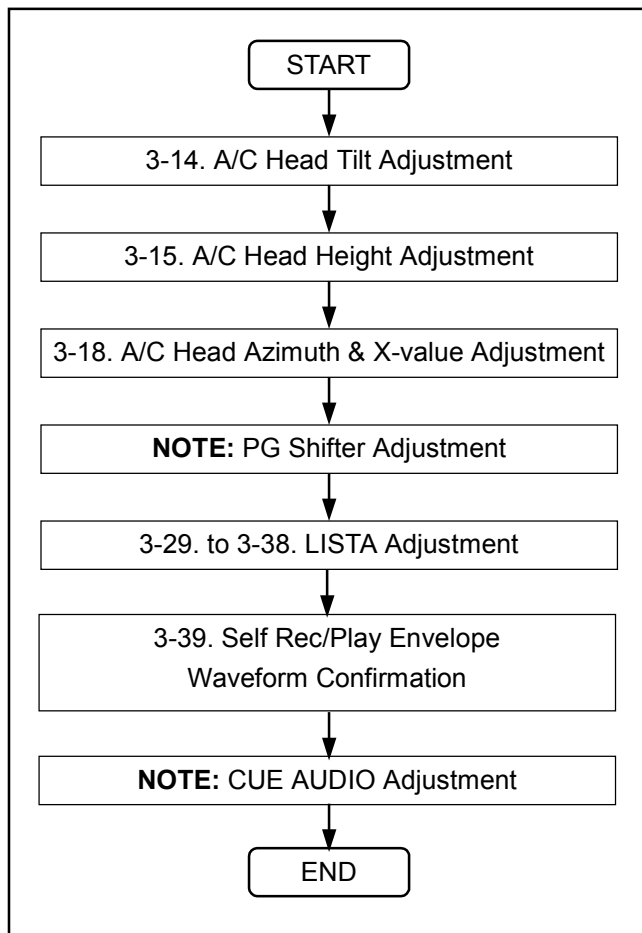 START
3-14. A/C Head Tilt Adjustment
3-15. A/C Head Height Adjustment
3-18. A/C Head Azimuth & X-value Adjustment
NOTE: PG Shifter Adjustment
3-29. to 3-38. LISTA Adjustment
3-39. Self Rec/Play Envelope
Waveform Confirmation
NOTE: CUE AUDIO Adjustment
END